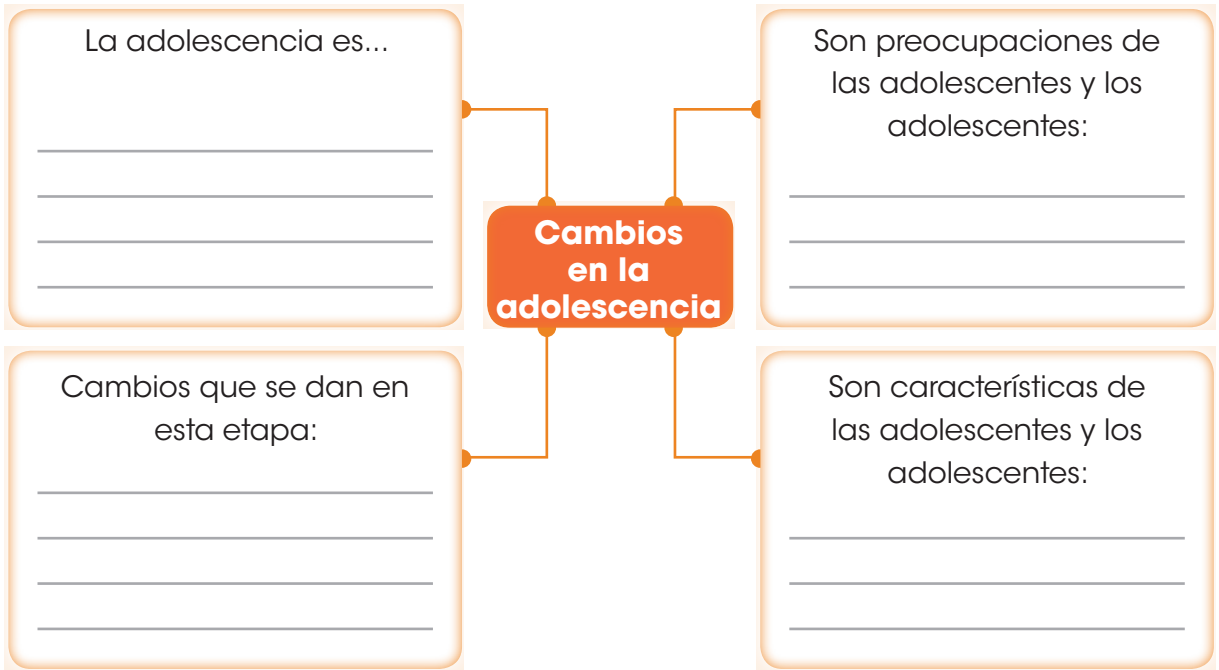 La adolescencia es...
Son preocupaciones de
las adolescentes y los
adolescentes:
Cambios
en la
adolescencia
Cambios que se dan en
esta etapa:
Son características de
las adolescentes y los
adolescentes: